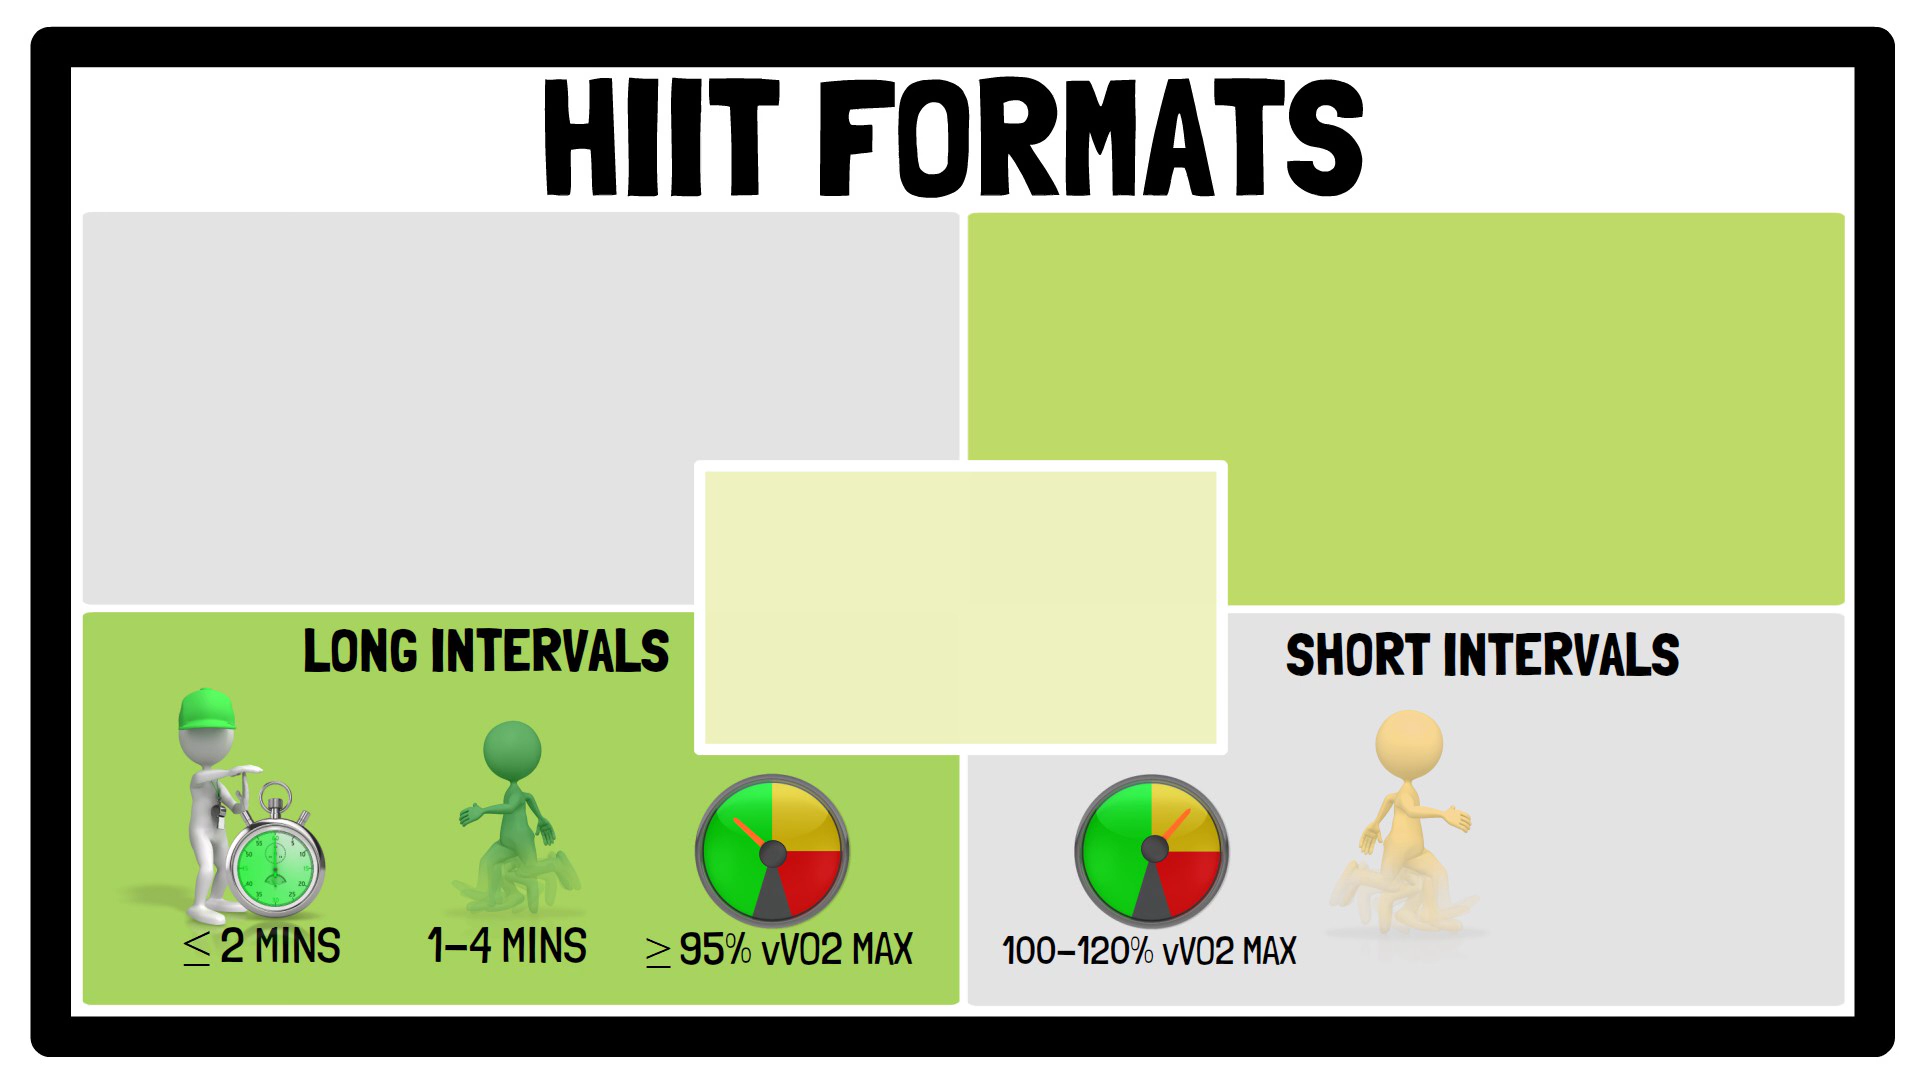 HIIT FORMATS
LONG INTERVALS
≤ 2 MINS
1-4 MINS
≥ 95% vVO2 MAX
SHORT INTERVALS
100-120% vVO2 MAX